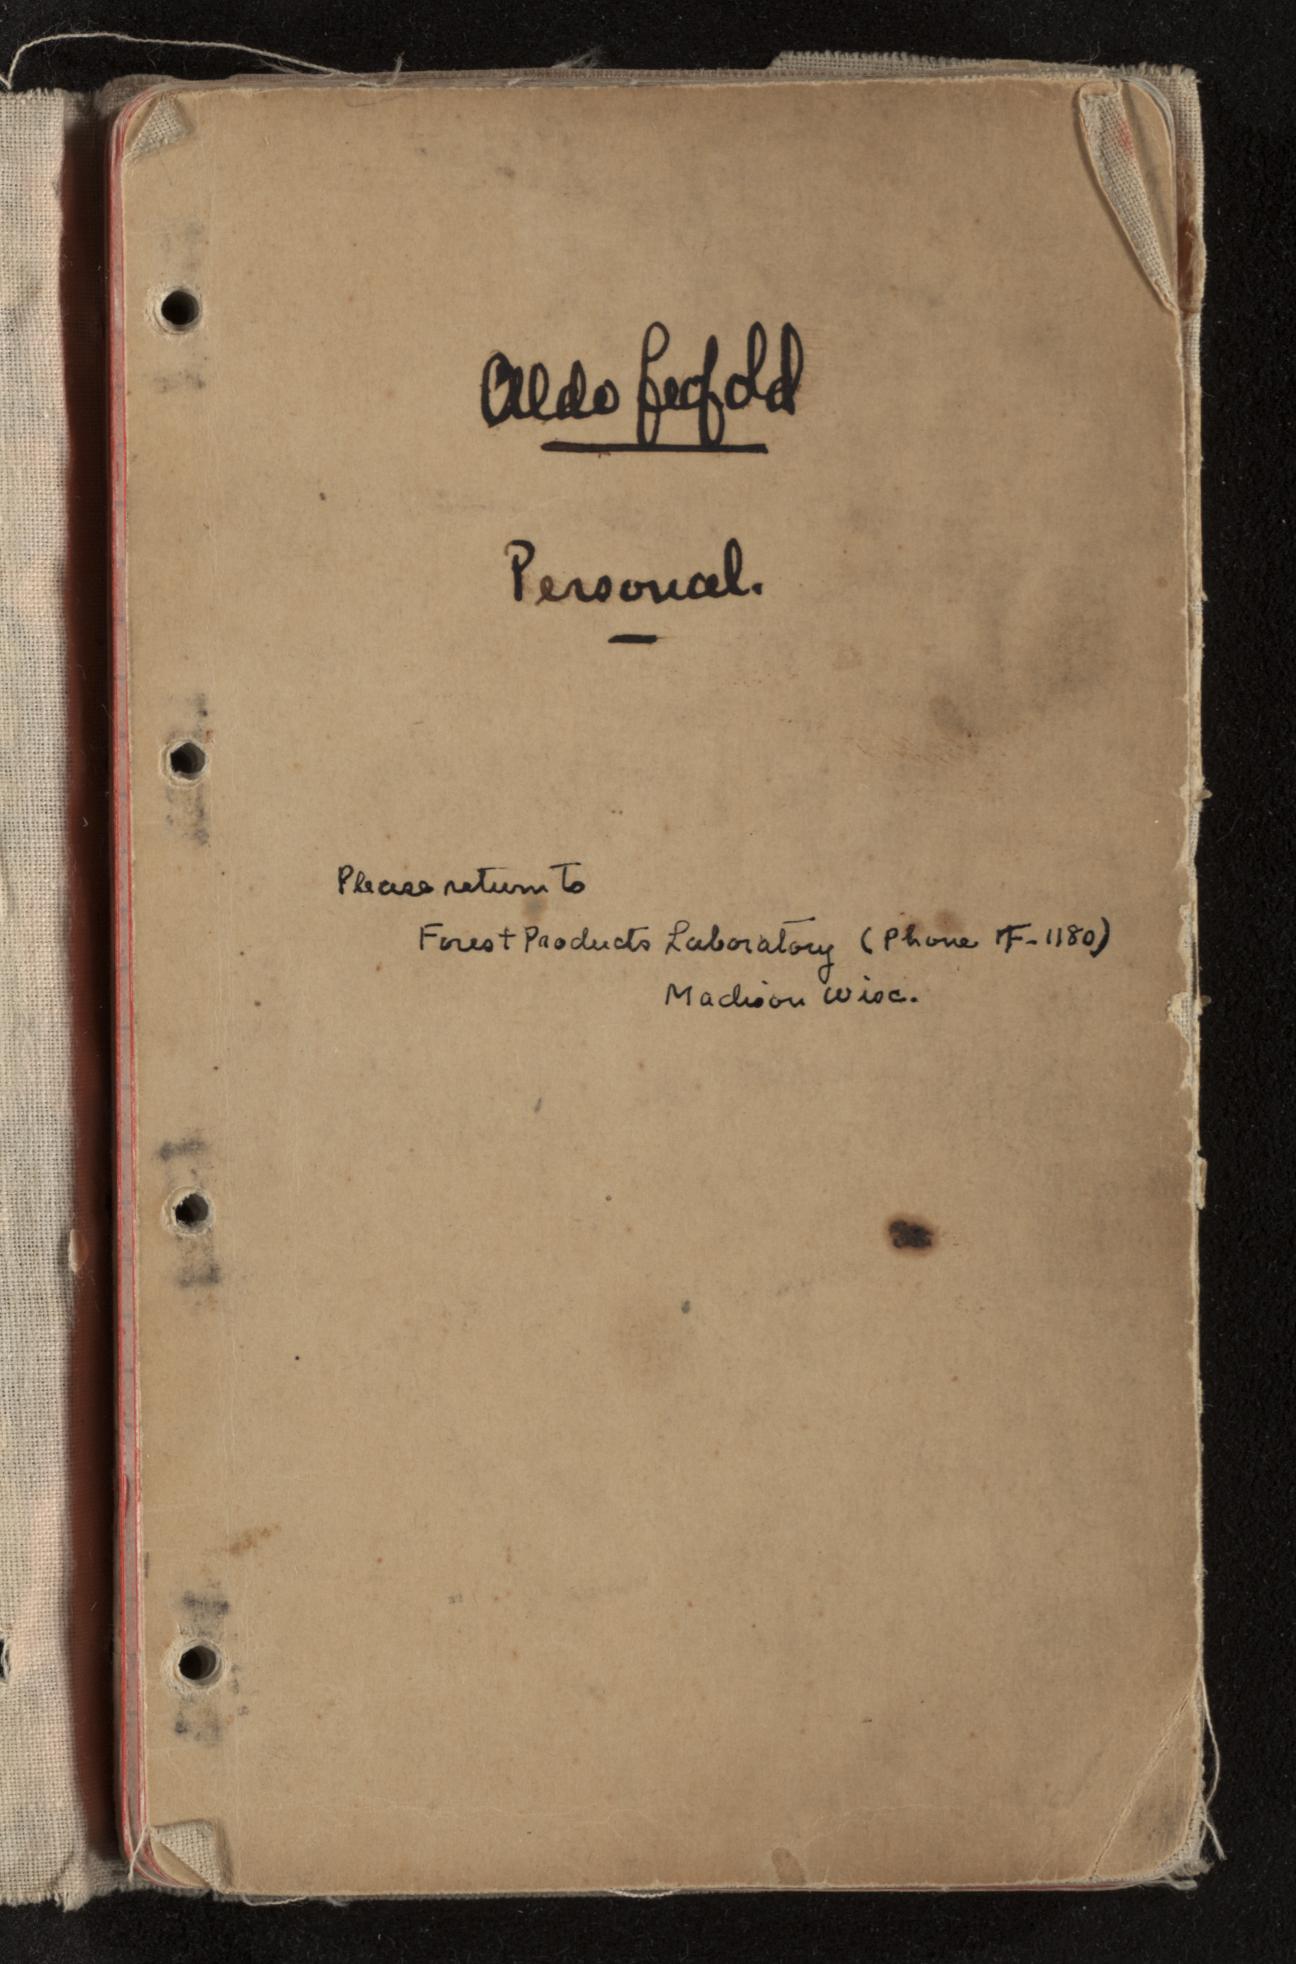 Aldo Leopold
Personal.
Please return to
Forest Products Laboratory (Phone F-1180)
Madison Wisc.